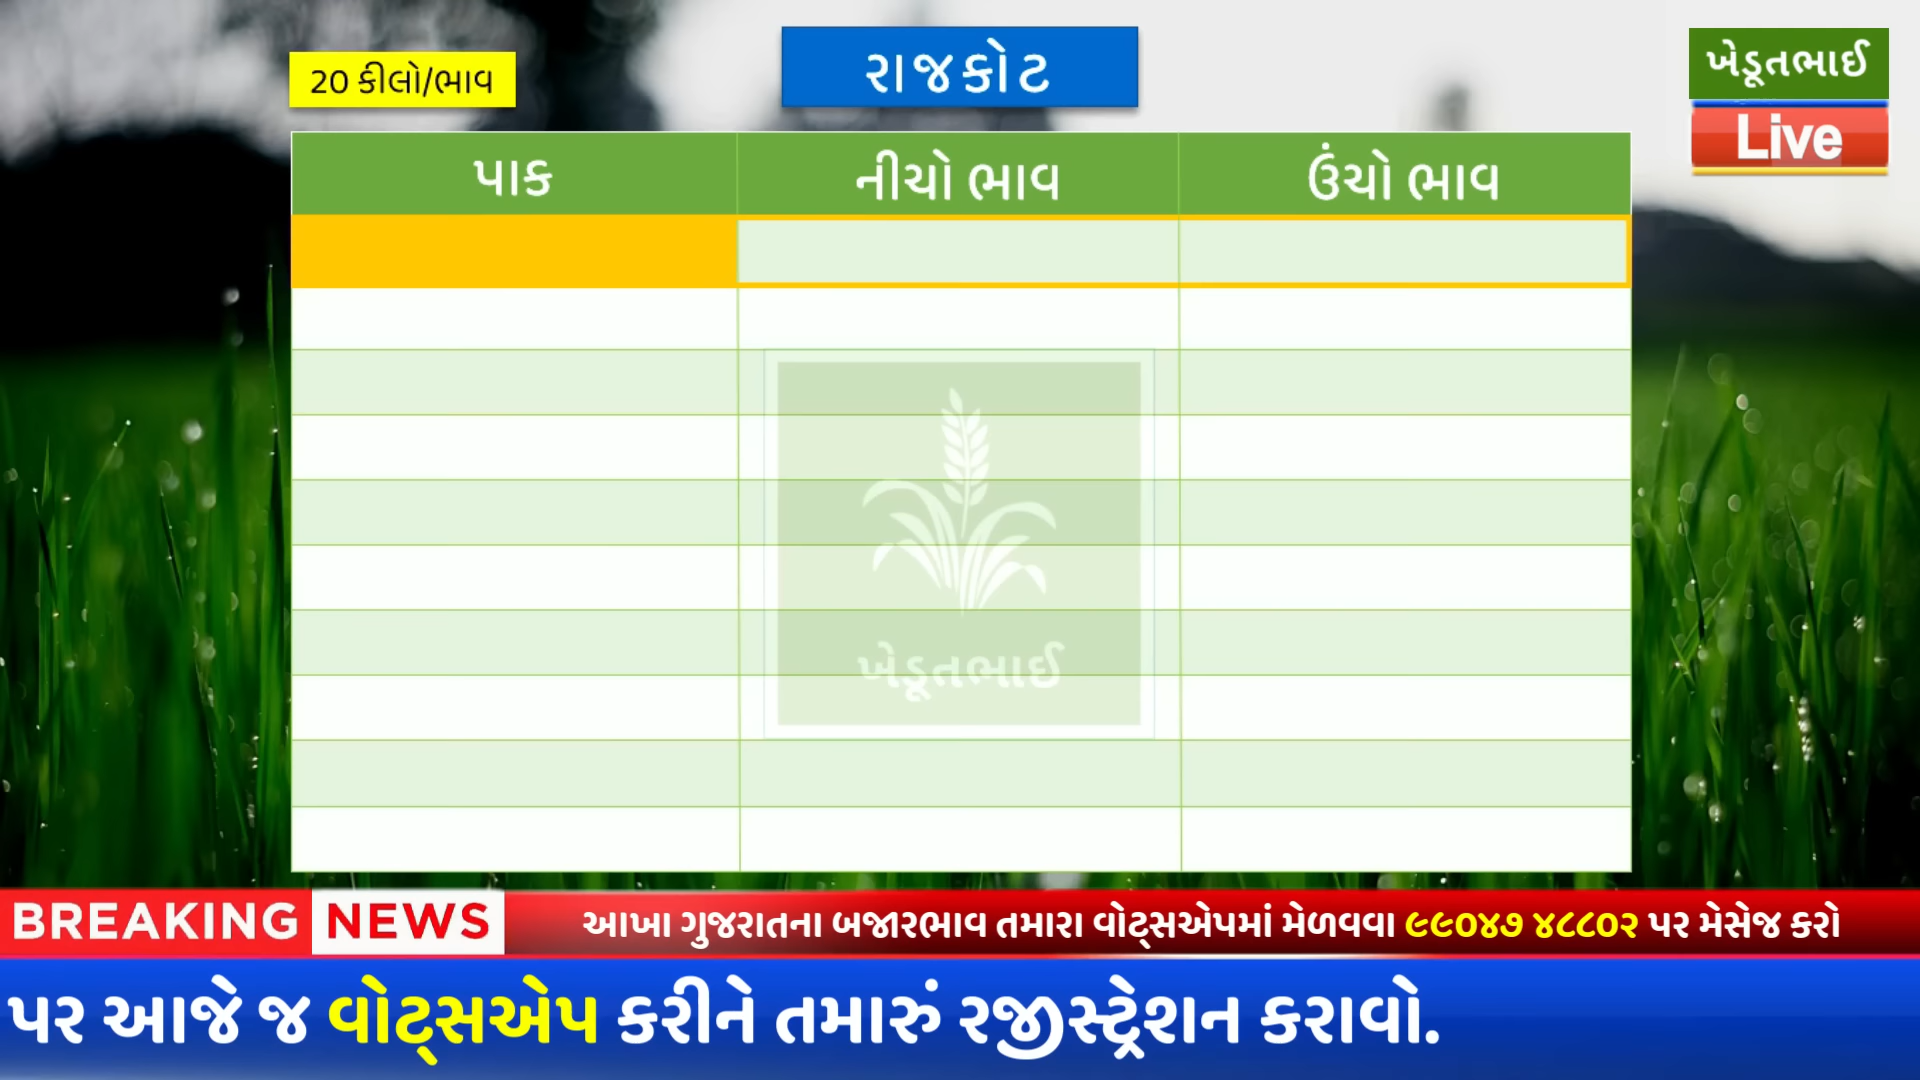 20 કીલો/ભાવ
રાજકોટ
ખેડૂતભાઈ
Live
પાક
નીચો ભાવ
ઉંચો ભાવ
ખેડૂતભાઈ
BREAKING NEWS
આખા ગુજરાતના બજારભાવ તમારા વોટ્સએપમાં મેળવવા ૯૯૦૪૭ ૪૮૮૦૨ પર મેસેજ કરો
પર આજે જ વોટ્સએપ કરીને તમારું રજીસ્ટ્રેશન કરાવો.